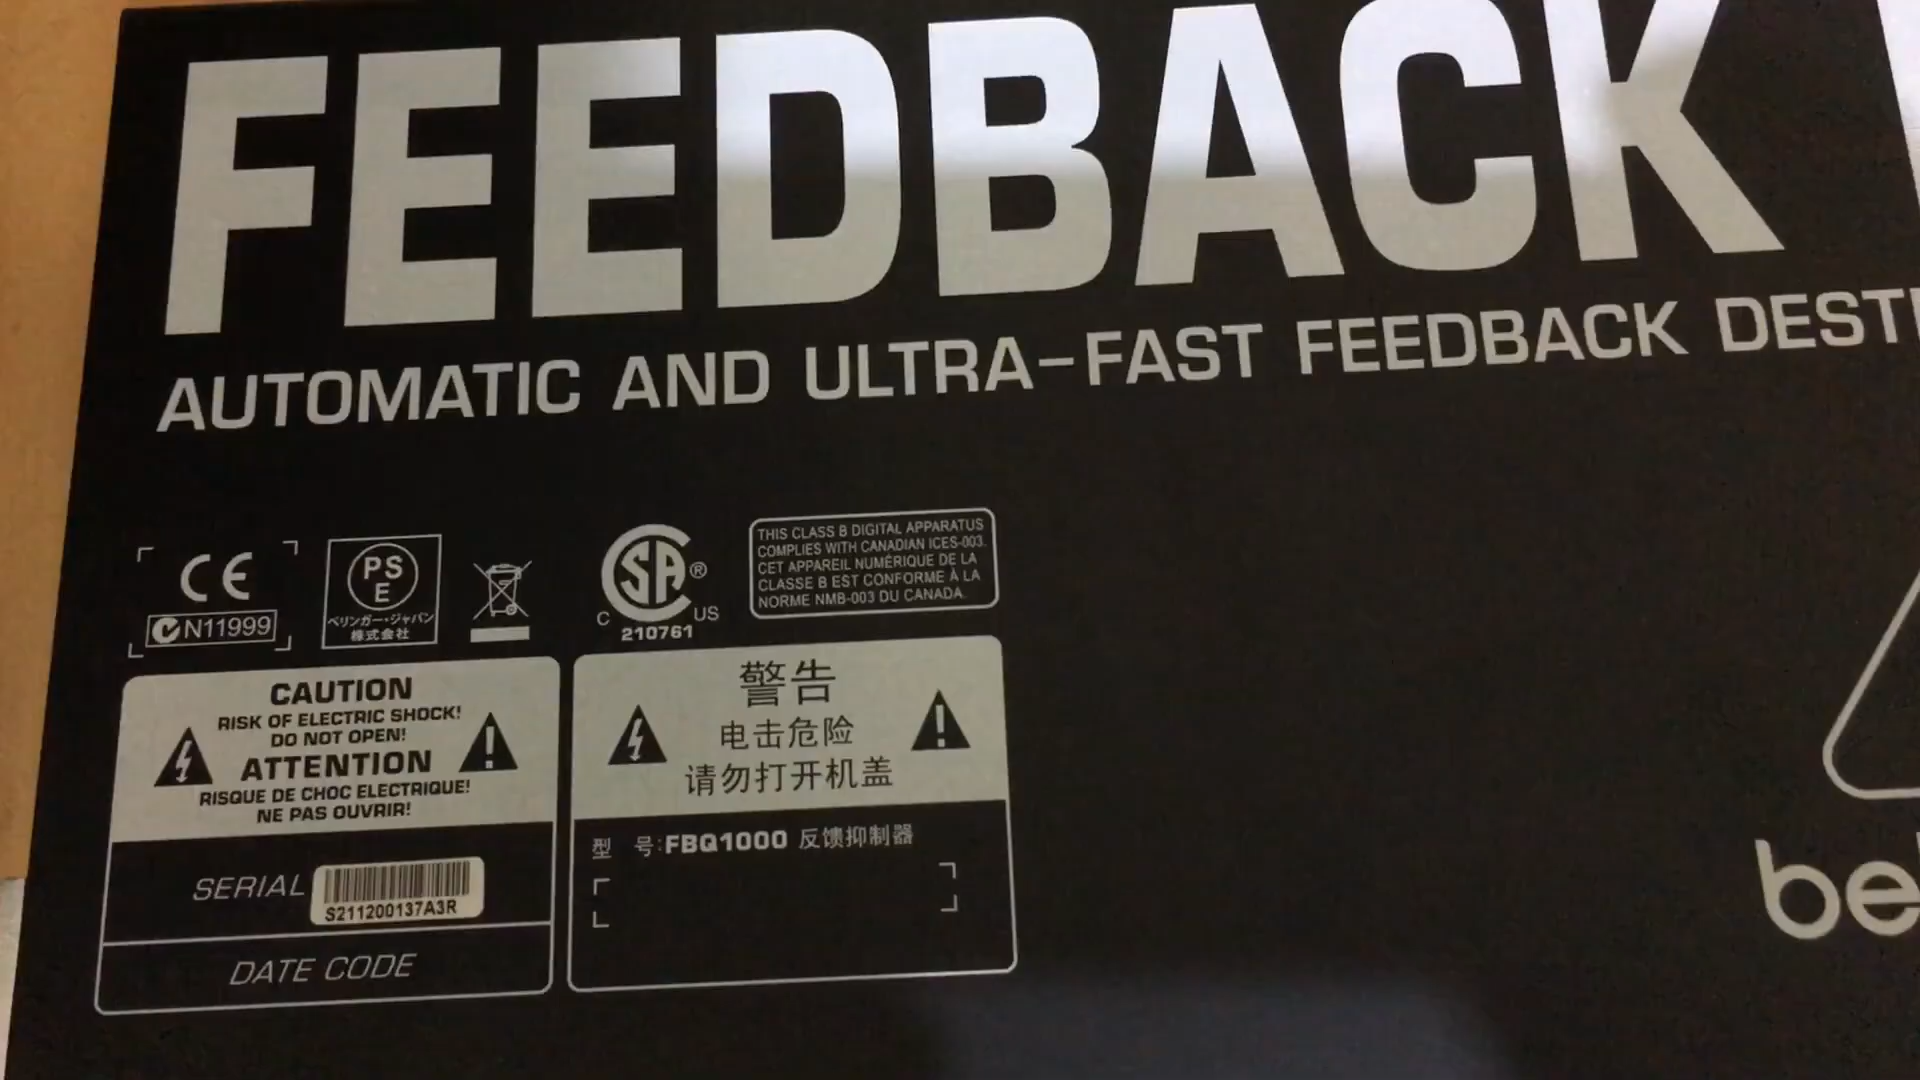 FEEDBACK
AUTOMATIC AND ULTRA-FAST FEEDBACK
CE
N11999
PS
E
ベリンガー・ジャパン
株式会社
SA®
C US
210761
THIS CLASS B DIGITAL APPARATUS
COMPLIES WITH CANADIAN ICES-003.
CET APPAREIL NUMÉRIQUE DE LA
CLASSE B EST CONFORME À LA
NORME NMB-003 DU CANADA.
CAUTION
RISK OF ELECTRIC SHOCK!
DO NOT OPEN!
ATTENTION
RISQUE DE CHOC ELECTRIQUE!
NE PAS OUVRIR!
SERIAL
S211200137A3R
DATE CODE
警告
电击危险
请勿打开机盖
型 号:FBQ1000 反馈抑制器